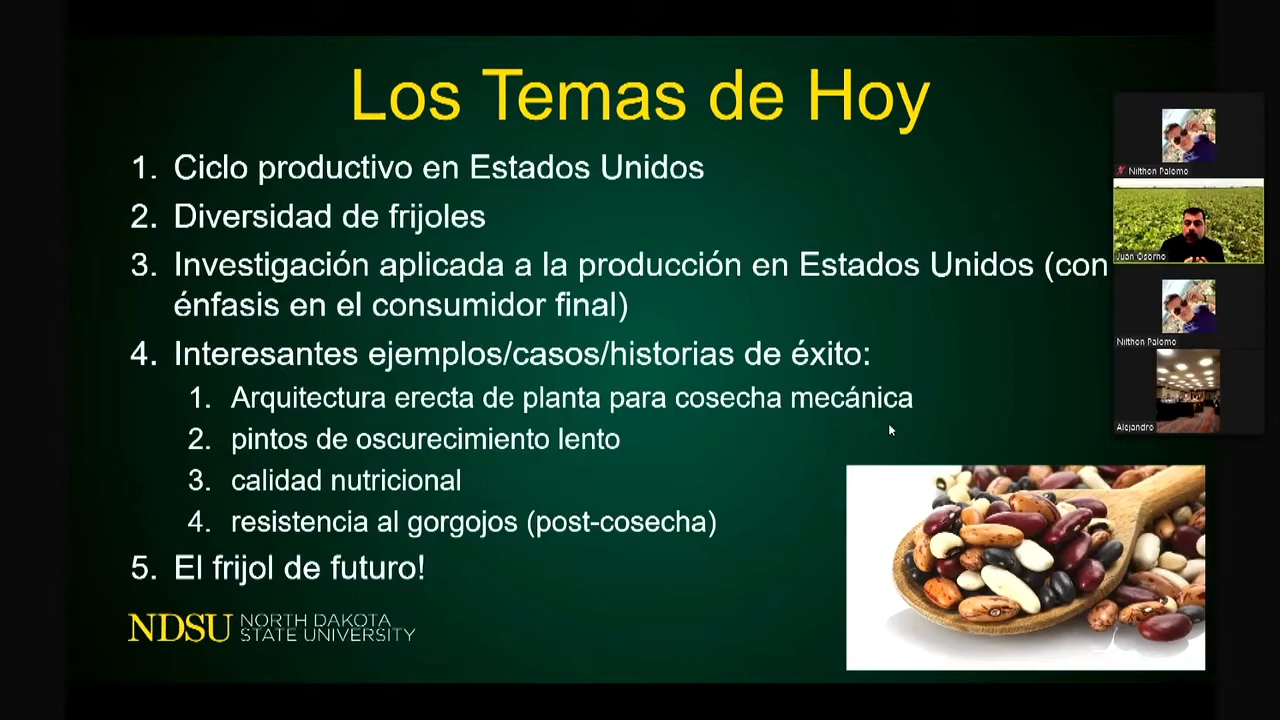 Los Temas de Hoy
1. Ciclo productivo en Estados Unidos
2. Diversidad de frijoles
3. Investigación aplicada a la producción en Estados Unidos (con
énfasis en el consumidor final)
4. Interesantes ejemplos/casos/historias de éxito:
1. Arquitectura erecta de planta para cosecha mecánica
2. pintos de oscurecimiento lento
3. calidad nutricional
4. resistencia al gorgojos (post-cosecha)
5. El frijol de futuro!
NDSU NORTH DAKOTA
STATE UNIVERSITY
Nilthon Palomo
Juan Osorno
Nilthon Palomo
Alejandro